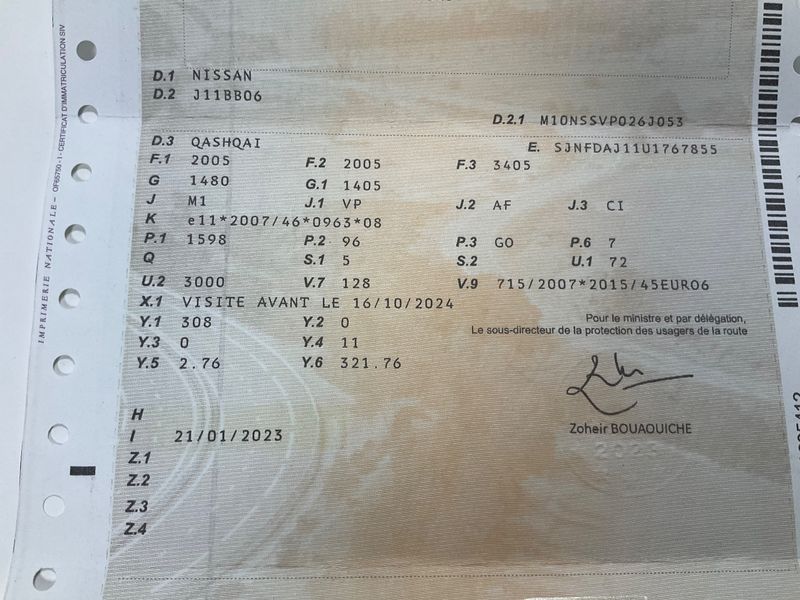 D.1 NISSAN
D.2 J11BB06
D.2.1 M10NSSVP026J053
D.3 QASHQAI
E. SJNFDAJ11U1767855
F.1 2005 F.2 2005 F.3 3405
G 1480 G.1 1405
J M1 J.1 VP J.2 AF J.3 CI
K e11*2007/46*0963*08
P.1 1598 P.2 96 P.3 GO P.6 7
Q S.1 5 S.2 U.1 72
U.2 3000 V.7 128 V.9 715/2007*2015/45EURO6
X.1 VISITE AVANT LE 16/10/2024
Y.1 308 Y.2 0
Y.3 0 Y.4 11
Y.5 2.76 Y.6 321.76
Pour le ministre et par délégation,
Le sous-directeur de la protection des usagers de la route
Zoheir BOUAOUICHE
H
I 21/01/2023
Z.1
Z.2
Z.3
Z.4
IMPRIMERIE NATIONALE – OF65750 - I - CERTIFICAT D'IMMATRICULATION SIV